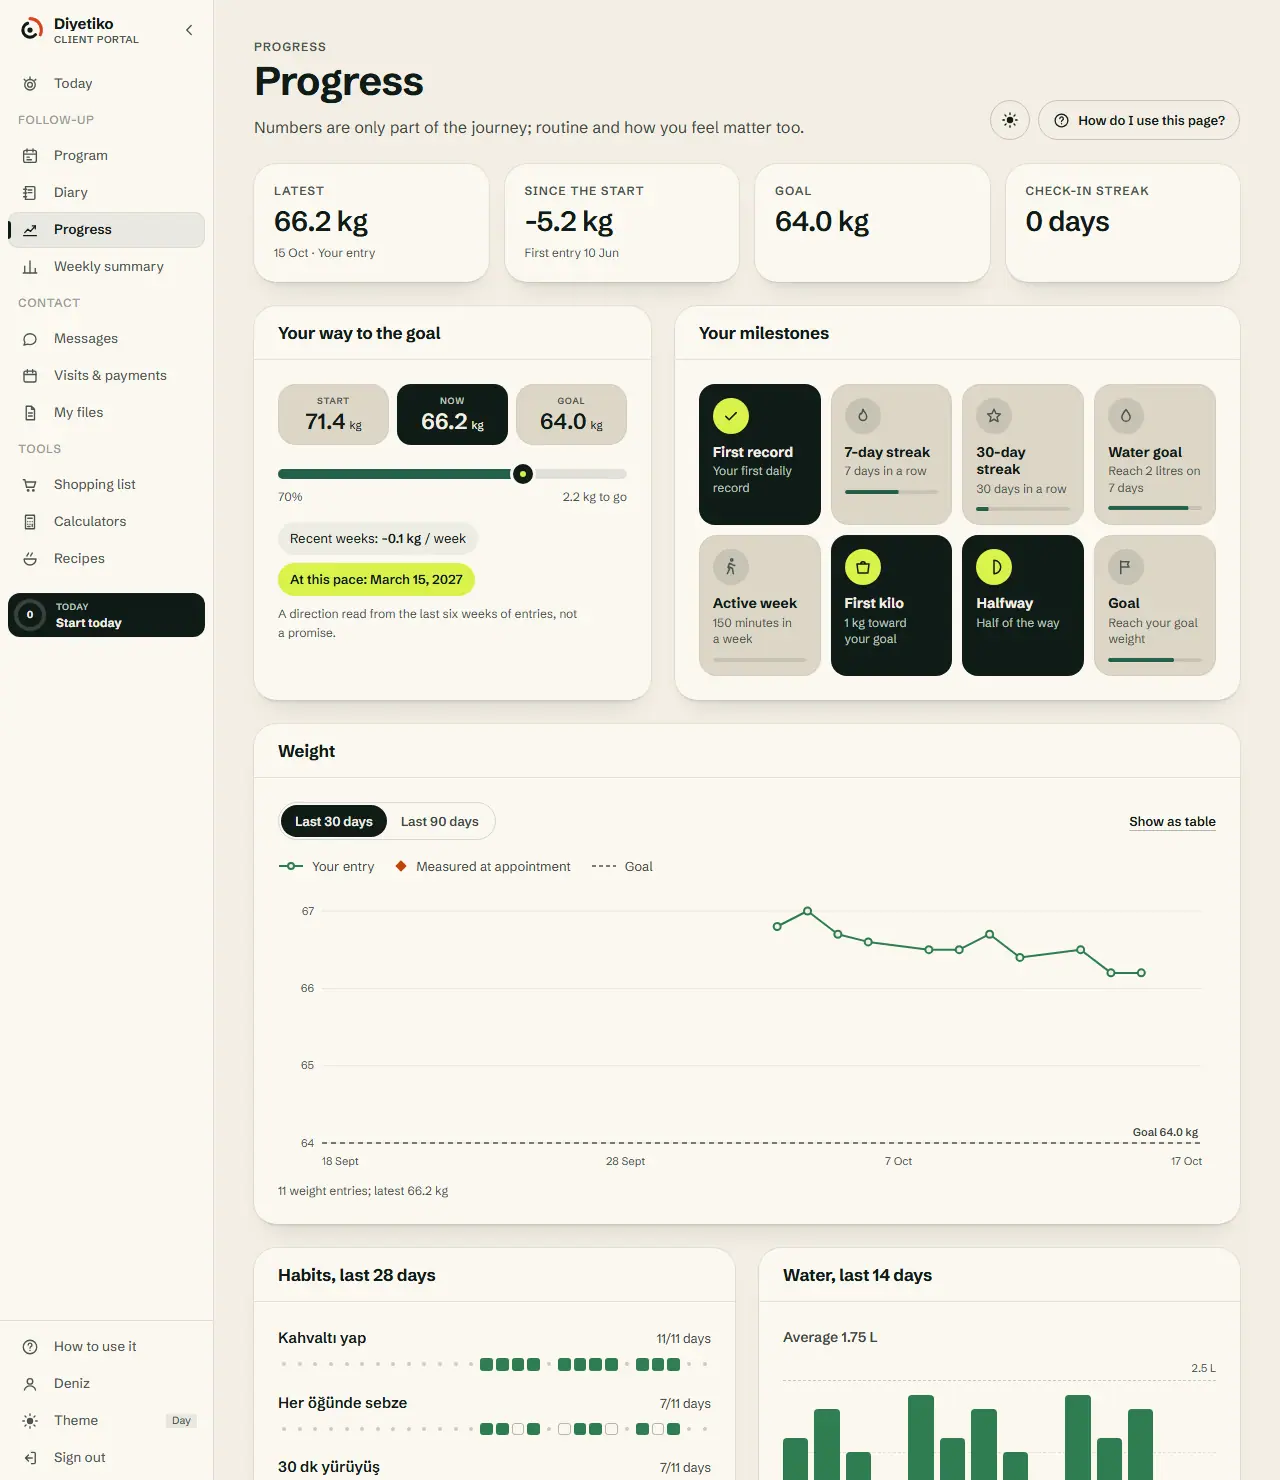 Diyetiko
CLIENT PORTAL
Today
FOLLOW-UP
Program
Diary
Progress
Weekly summary
CONTACT
Messages
Visits & payments
My files
TOOLS
Shopping list
Calculators
Recipes
0
TODAY
Start today
How to use it
Deniz
Theme
Day
Sign out
PROGRESS
Progress
Numbers are only part of the journey; routine and how you feel matter too.
How do I use this page?
LATEST
66.2 kg
15 Oct · Your entry
SINCE THE START
-5.2 kg
First entry 10 Jun
GOAL
64.0 kg
CHECK-IN STREAK
0 days
Your way to the goal
START
71.4 kg
NOW
66.2 kg
GOAL
64.0 kg
70%
2.2 kg to go
Recent weeks: -0.1 kg / week
At this pace: March 15, 2027
A direction read from the last six weeks of entries, not
a promise.
Your milestones
First record
Your first daily
record
7-day streak
7 days in a row
30-day
streak
30 days in a row
Water goal
Reach 2 litres on
7 days
Active week
150 minutes in
a week
First kilo
1 kg toward
your goal
Halfway
Half of the way
Goal
Reach your goal
weight
Weight
Last 30 days
Last 90 days
Show as table
Your entry
Measured at appointment
Goal
67
66
65
64
Goal 64.0 kg
18 Sept
28 Sept
7 Oct
17 Oct
11 weight entries; latest 66.2 kg
Habits, last 28 days
Kahvaltı yap
11/11 days
Her öğünde sebze
7/11 days
30 dk yürüyüş
7/11 days
Water, last 14 days
Average 1.75 L
2.5 L